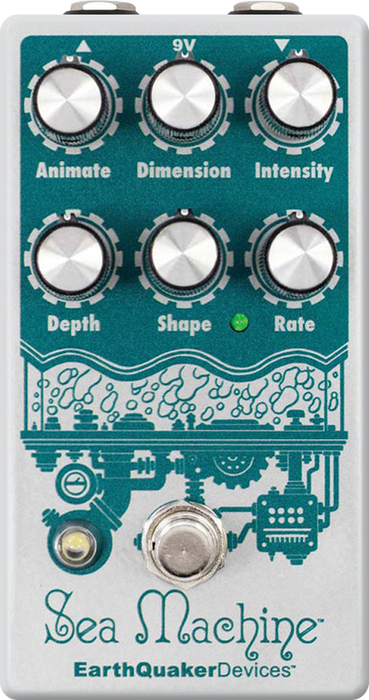 9V
Animate Dimension Intensity
Depth Shape Rate
Sea Machine™
EarthQuakerDevices™